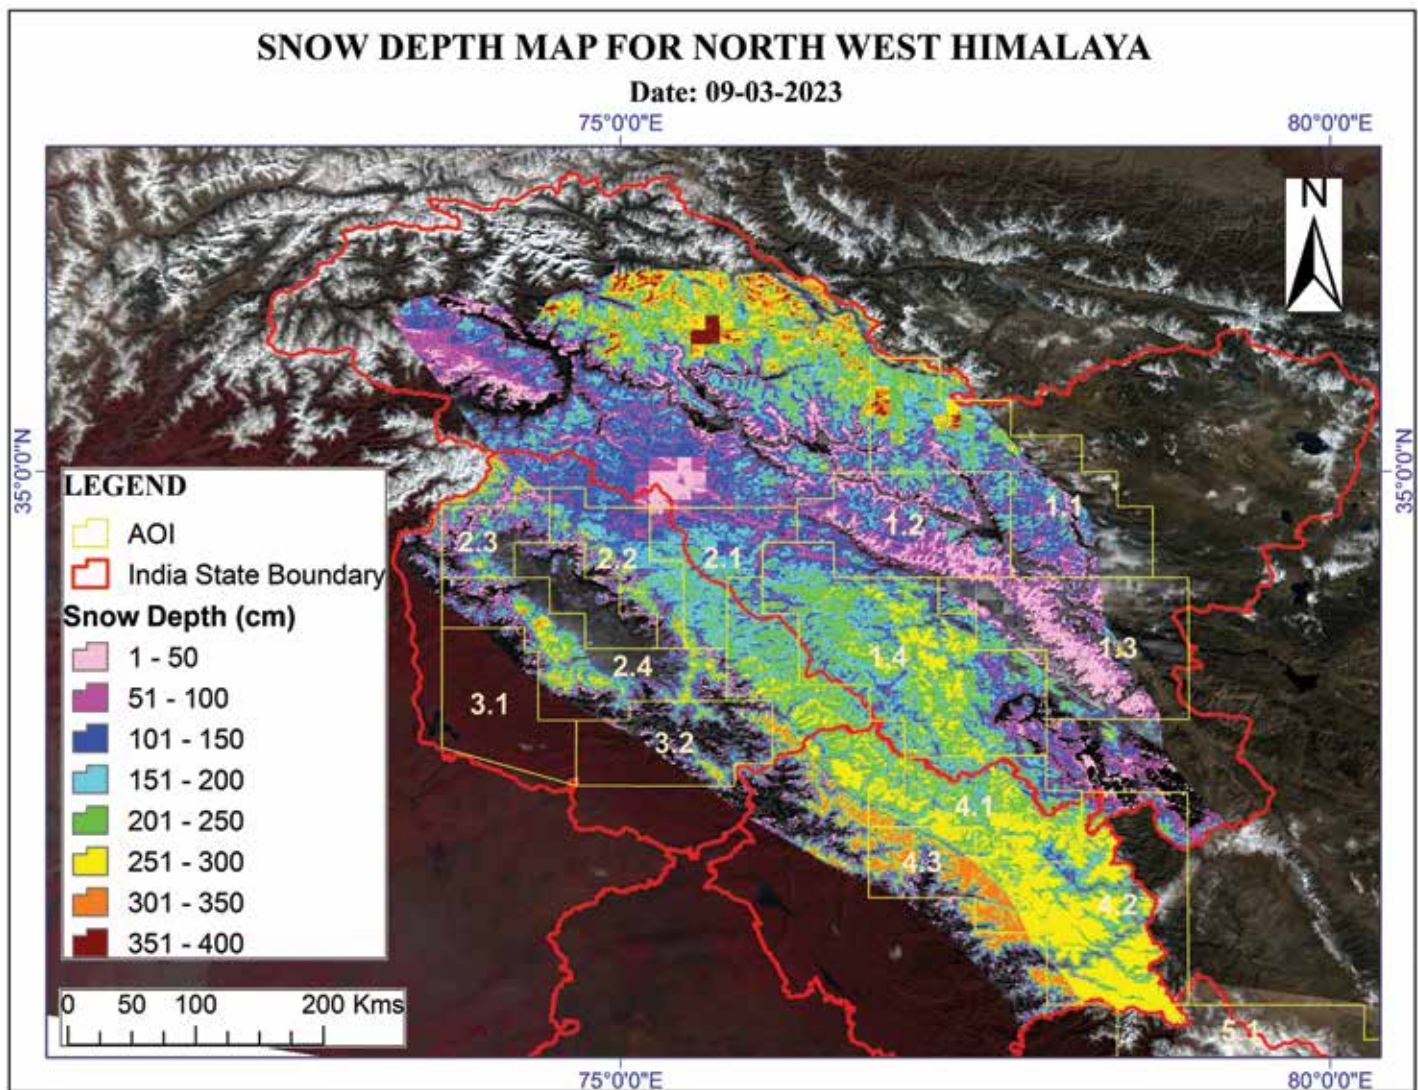 SNOW DEPTH MAP FOR NORTH WEST HIMALAYA
Date: 09-03-2023
75°0'0"E
80°0'0"E
N
35°0'0"N
35°0'0"N
LEGEND
AOI
India State Boundary
Snow Depth (cm)
1 - 50
51 - 100
101 - 150
151 - 200
201 - 250
251 - 300
301 - 350
351 - 400
0 50 100 200 Kms
1.1
1.2
2.3
2.2
2.1
1.3
1.4
2.4
3.1
3.2
4.1
4.3
4.2
5.1
75°0'0"E
80°0'0"E